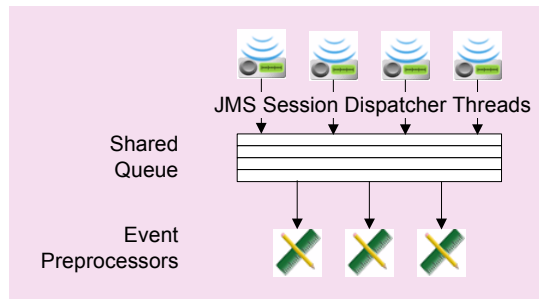 JMS Session Dispatcher Threads
Shared
Queue
Event
Preprocessors